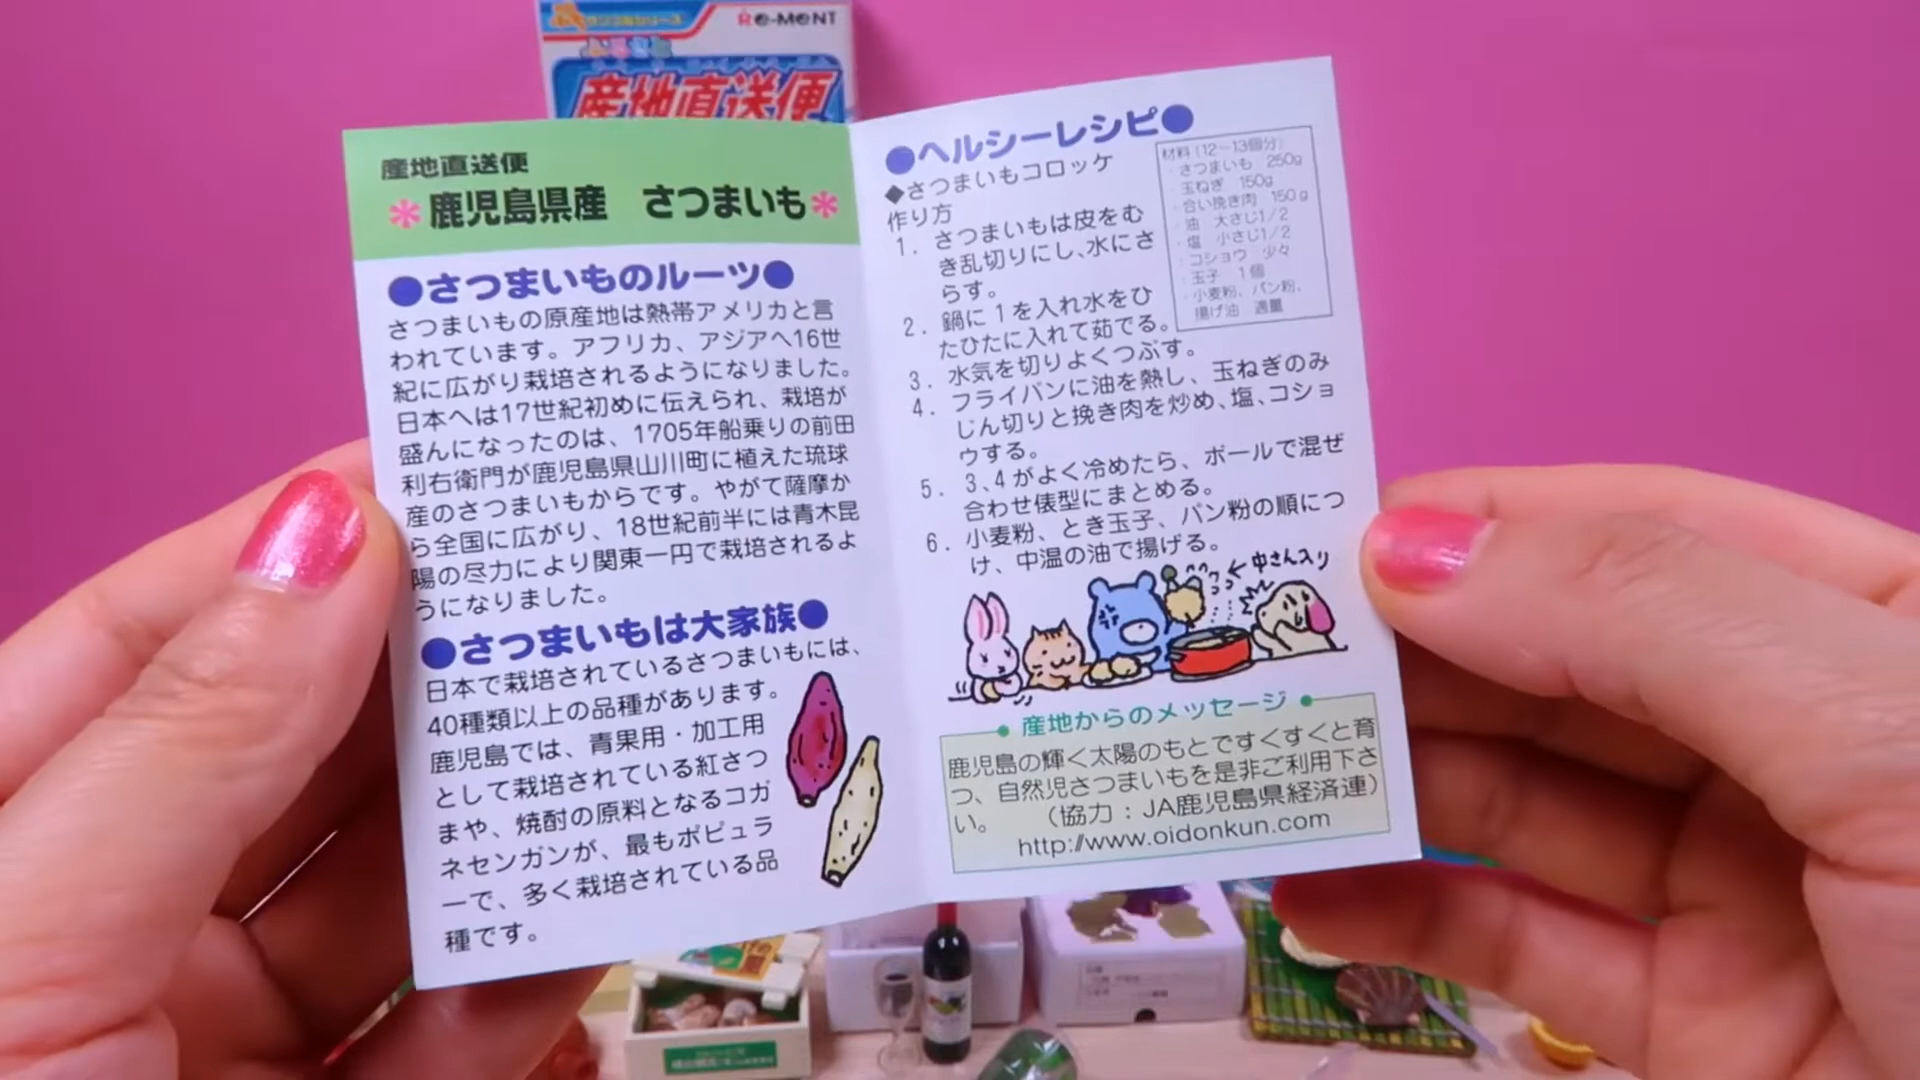 RE-MENT
産地直送便
産地直送便
*鹿児島県産 さつまいも*
●さつまいものルーツ●
さつまいもの原産地は熱帯アメリカと言
われています。アフリカ、アジアへ16世
紀に広がり栽培されるようになりました。
日本へは17世紀初めに伝えられ、栽培が
盛んになったのは、1705年船乗りの前田
利右衛門が鹿児島県山川町に植えた琉球
産のさつまいもからです。やがて薩摩か
ら全国に広がり、18世紀前半には青木昆
陽の尽力により関東一円で栽培されるよ
うになりました。
●さつまいもは大家族●
日本で栽培されているさつまいもには、
40種類以上の品種があります。
鹿児島では、青果用・加工用
として栽培されている紅さつ
まや、焼酎の原料となるコガ
ネセンガンが、最もポピュラ
ーで、多く栽培されている品
種です。
●ヘルシーレシピ●
◆さつまいもコロッケ
作り方
1. さつまいもは皮をむ
き乱切りにし、水にさ
らす。
2. 鍋に1を入れ水をひ
たひたに入れて茹でる。
3. 水気を切りよくつぶす。
4. フライパンに油を熱し、玉ねぎのみ
じん切りと挽き肉を炒め、塩、コショ
ウする。
5. 3、4がよく冷めたら、ボールで混ぜ
合わせ俵型にまとめる。
6. 小麦粉、とき玉子、パン粉の順につ
け、中温の油で揚げる。
材料(12〜13個分)
・さつまいも 250g
・玉ねぎ 150g
・合い挽き肉 150g
・油 大さじ1/2
・塩 小さじ1/2
・コショウ 少々
・玉子 1個
・小麦粉、パン粉、
揚げ油 適量
←中さん入り
産地からのメッセージ
鹿児島の輝く太陽のもとですくすくと育
つ、自然児さつまいもを是非ご利用下さ
い。 (協力:JA鹿児島県経済連)
http://www.oidonkun.com